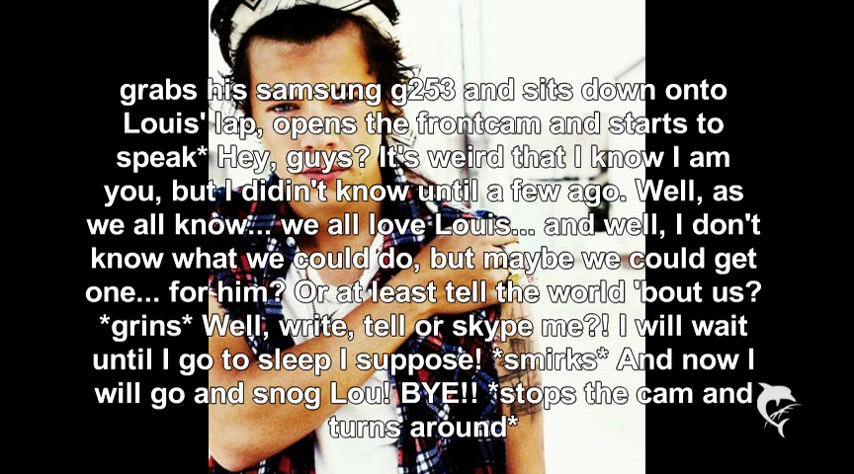 grabs his samsung g253 and sits down onto
Louis' lap, opens the frontcam and starts to
speak* Hey, guys? It's weird that I know I am
you, but I didin't know until a few ago. Well, as
we all know... we all love Louis... and well, I don't
know what we could do, but maybe we could get
one... for him? Or at least tell the world 'bout us?
*grins* Well, write, tell or skype me?! I will wait
until I go to sleep I suppose! *smirks* And now I
will go and snog Lou! BYE!! *stops the cam and
turns around*